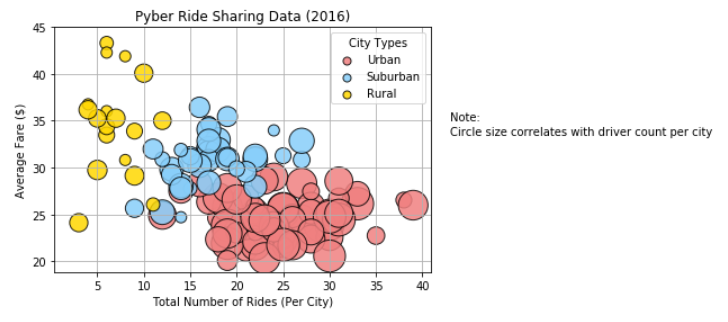 Pyber Ride Sharing Data (2016)
45
40
35
30
25
20
Average Fare ($)
City Types
Urban
Suburban
Rural
5 10 15 20 25 30 35 40
Total Number of Rides (Per City)
Note:
Circle size correlates with driver count per city